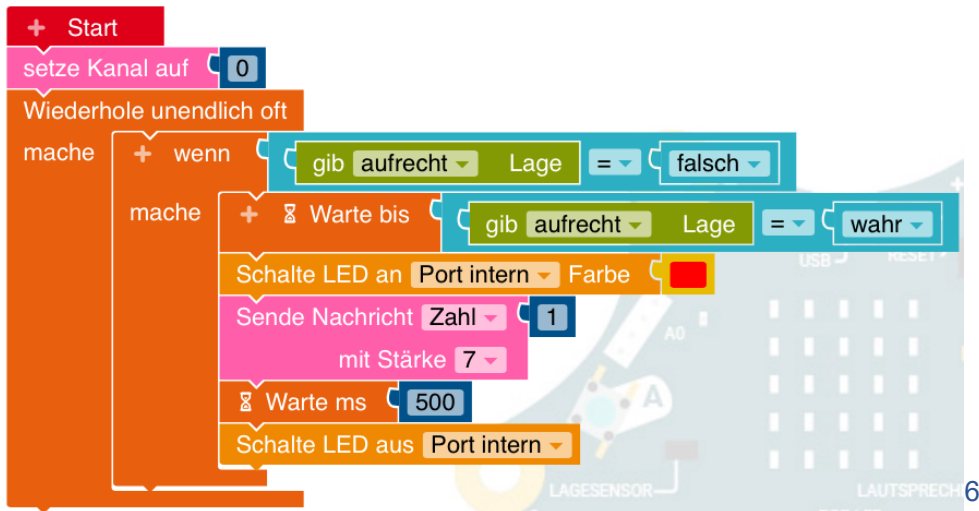 + Start
setze Kanal auf 0
Wiederhole unendlich oft
mache + wenn gib aufrecht Lage = falsch
mache + Warte bis gib aufrecht Lage = wahr
Schalte LED an Port intern Farbe
USB RESET
Sende Nachricht Zahl 1
A0
mit Stärke 7
Warte ms 500
A
Schalte LED aus Port intern
LAGESENSOR
LAUTSPRECH
6